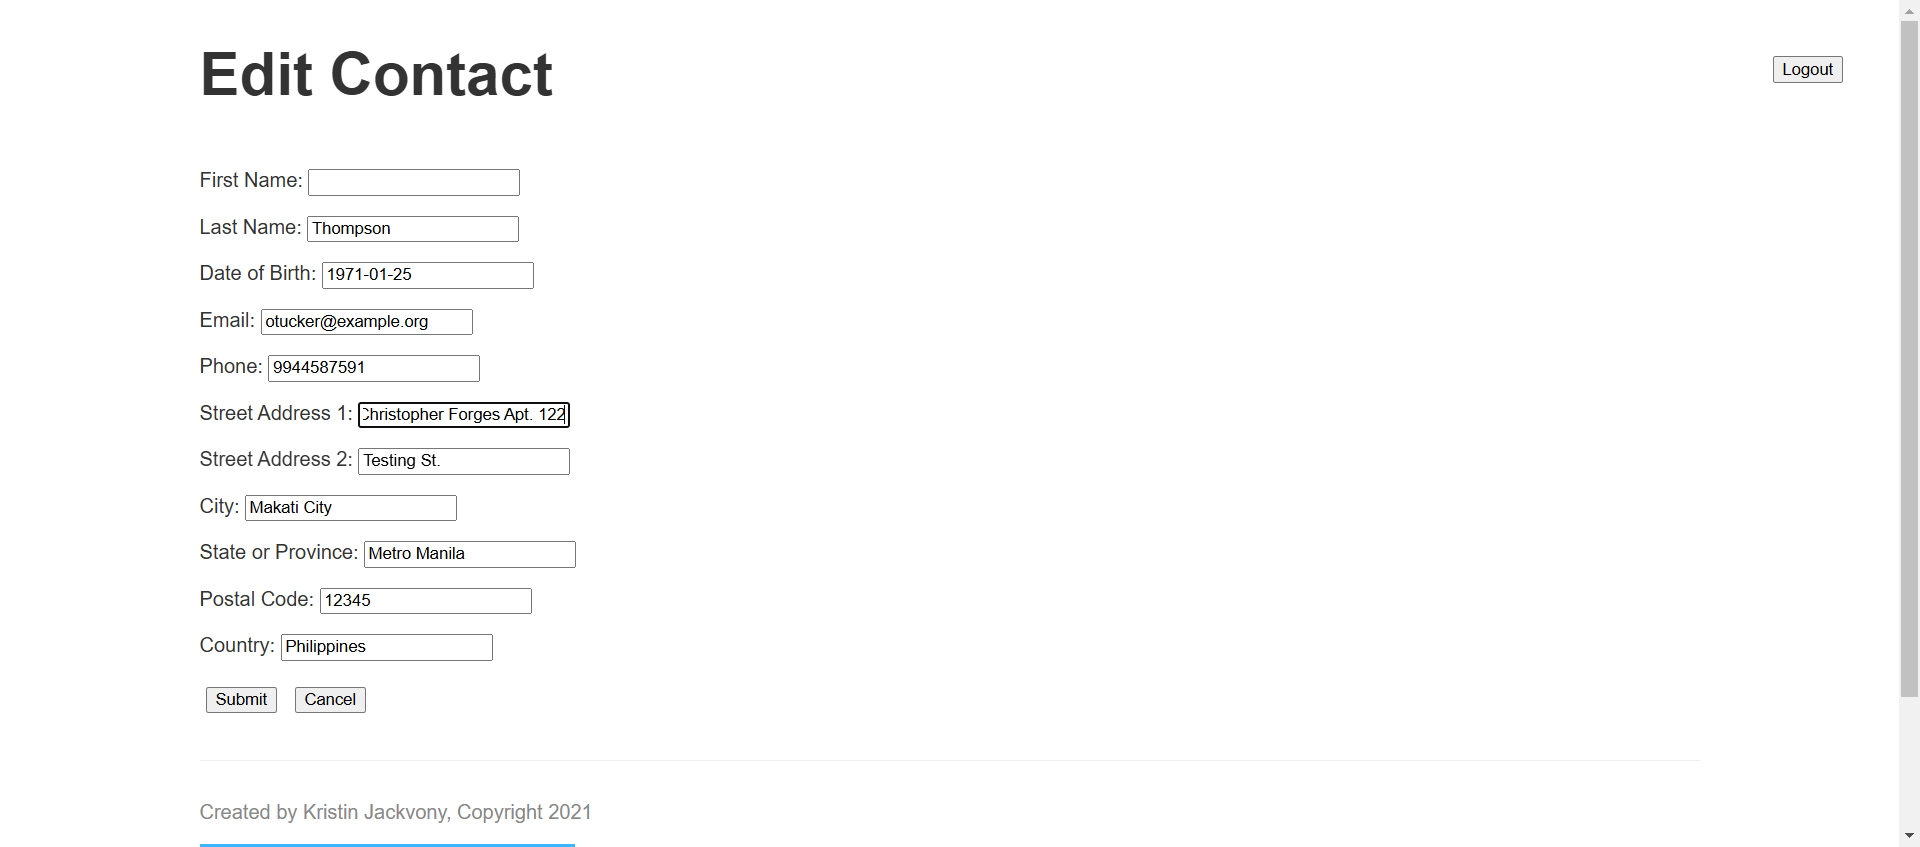 Edit Contact
Logout
First Name:
Last Name: Thompson
Date of Birth: 1971-01-25
Email: otucker@example.org
Phone: 9944587591
Street Address 1: Christopher Forges Apt. 122
Street Address 2: Testing St.
City: Makati City
State or Province: Metro Manila
Postal Code: 12345
Country: Philippines
Submit Cancel
Created by Kristin Jackvony, Copyright 2021